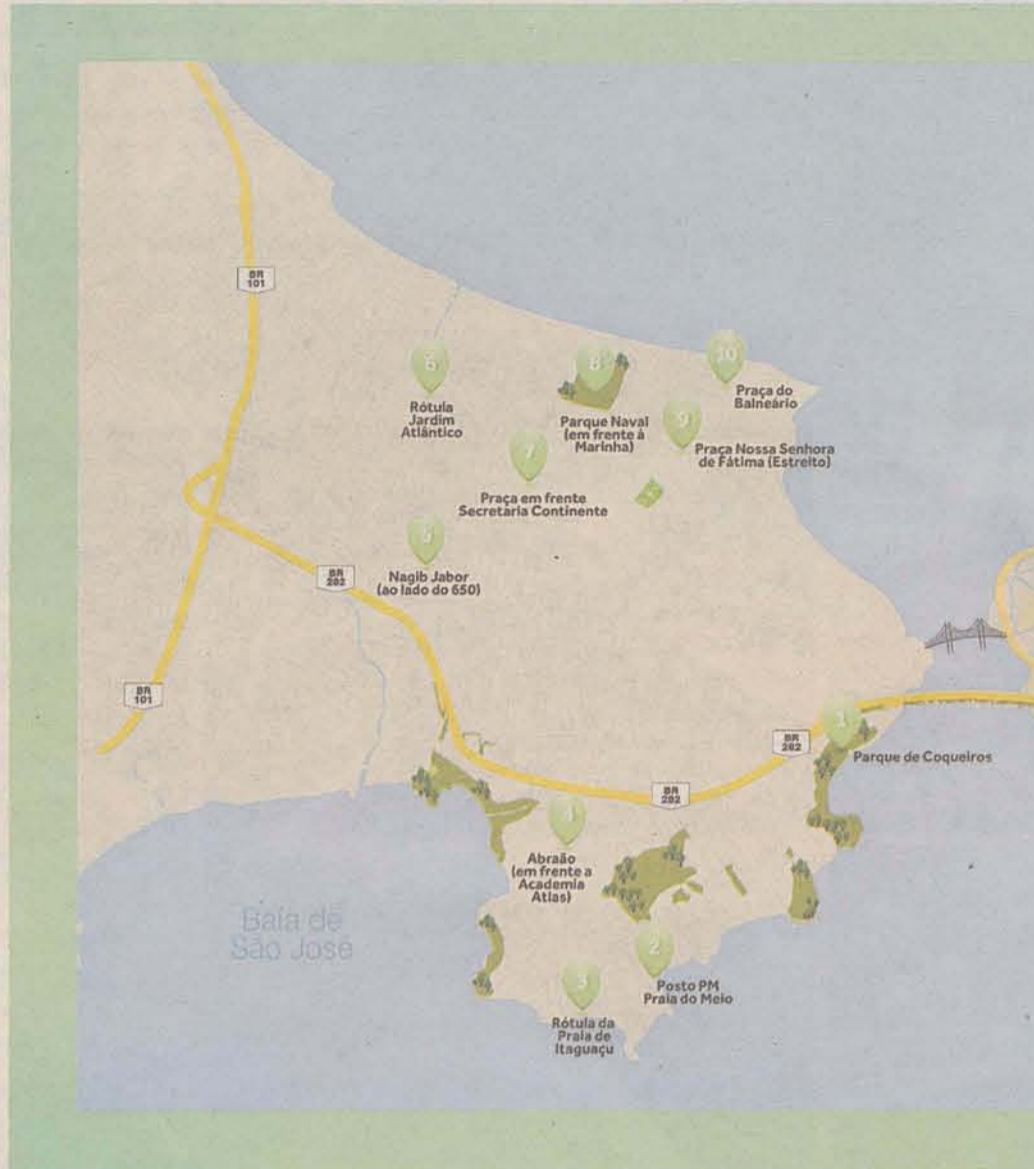 BR
101
6
Rótula
Jardim
Atlântico
8
Parque Naval
(em frente à
Marinha)
10
Praça do
Balneário
9
Praça Nossa Senhora
de Fátima (Estreito)
7
Praça em frente
Secretaria Continente
5
Nagib Jabor
(ao lado do 650)
BR
282
BR
101
1
Parque de Coqueiros
BR
282
BR
282
4
Abraão
(em frente a
Academia
Atlas)
Baía de
São José
2
Posto PM
Praia do Meio
3
Rótula da
Praia de
Itaguaçu